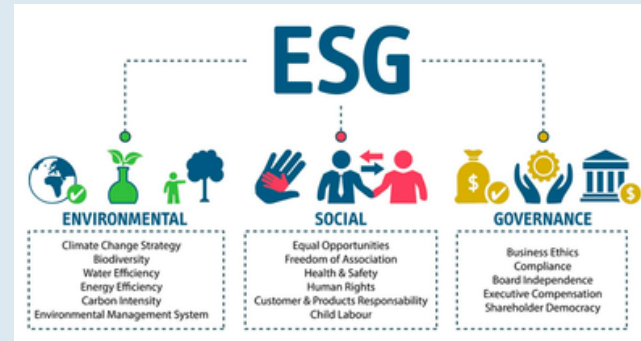 ESG
ENVIRONMENTAL
Climate Change Strategy
Biodiversity
Water Efficiency
Energy Efficiency
Carbon Intensity
Environmental Management System
SOCIAL
Equal Opportunities
Freedom of Association
Health & Safety
Human Rights
Customer & Products Responsability
Child Labour
GOVERNANCE
Business Ethics
Compliance
Board Independence
Executive Compensation
Shareholder Democracy